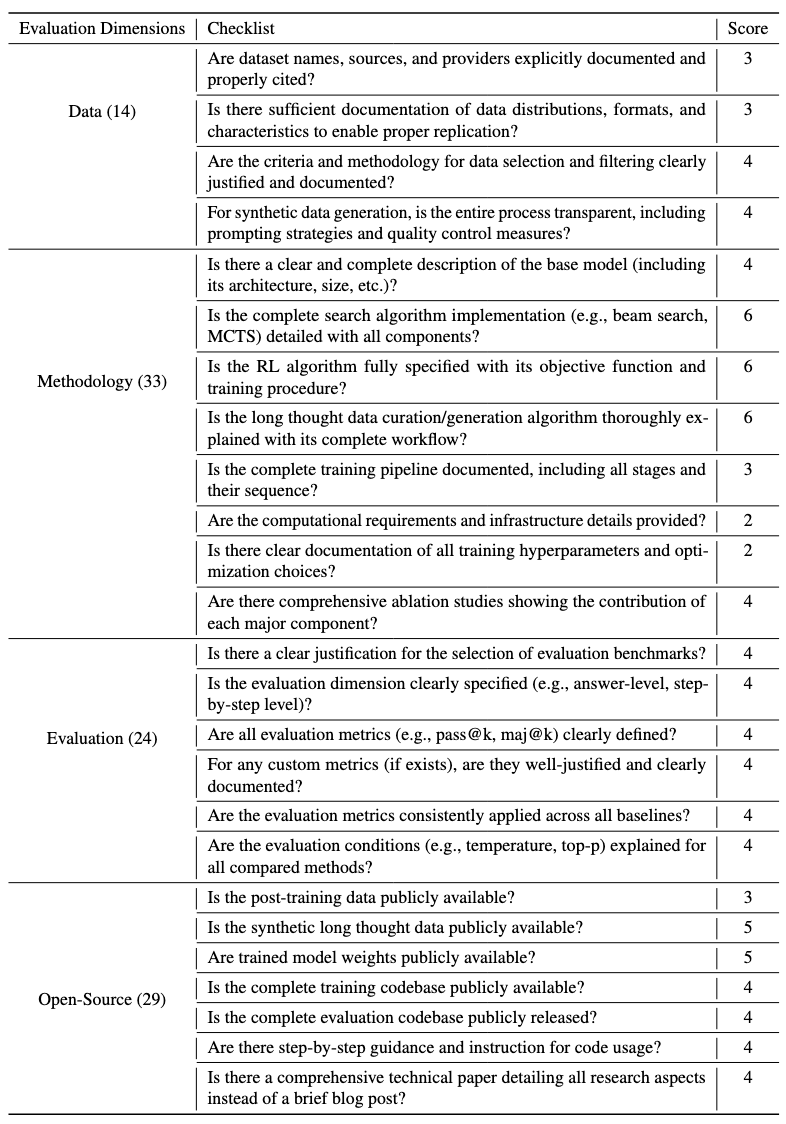 Evaluation Dimensions Checklist Score
Are dataset names, sources, and providers explicitly documented and 3
properly cited?
Data (14)
Is there sufficient documentation of data distributions, formats, and 3
characteristics to enable proper replication?
Are the criteria and methodology for data selection and filtering clearly 4
justified and documented?
For synthetic data generation, is the entire process transparent, including 4
prompting strategies and quality control measures?
Is there a clear and complete description of the base model (including 4
its architecture, size, etc.)?
Is the complete search algorithm implementation (e.g., beam search, 6
MCTS) detailed with all components?
Methodology (33)
Is the RL algorithm fully specified with its objective function and 6
training procedure?
Is the long thought data curation/generation algorithm thoroughly ex- 6
plained with its complete workflow?
Is the complete training pipeline documented, including all stages and 3
their sequence?
Are the computational requirements and infrastructure details provided? 2
Is there clear documentation of all training hyperparameters and opti- 2
mization choices?
Are there comprehensive ablation studies showing the contribution of 4
each major component?
Is there a clear justification for the selection of evaluation benchmarks? 4
Is the evaluation dimension clearly specified (e.g., answer-level, step- 4
by-step level)?
Evaluation (24)
Are all evaluation metrics (e.g., pass@k, maj@k) clearly defined? 4
For any custom metrics (if exists), are they well-justified and clearly 4
documented?
Are the evaluation metrics consistently applied across all baselines? 4
Are the evaluation conditions (e.g., temperature, top-p) explained for 4
all compared methods?
Is the post-training data publicly available? 3
Is the synthetic long thought data publicly available? 5
Are trained model weights publicly available? 5
Open-Source (29)
Is the complete training codebase publicly available? 4
Is the complete evaluation codebase publicly released? 4
Are there step-by-step guidance and instruction for code usage? 4
Is there a comprehensive technical paper detailing all research aspects 4
instead of a brief blog post?